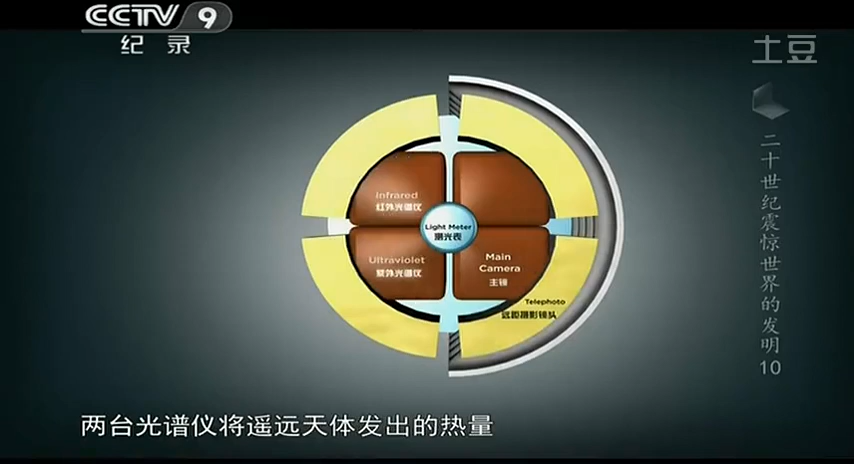 CCTV 9
纪录
土豆
二十世纪震惊世界的发明10
Infrared
红外光谱仪
Light Meter
测光表
Ultraviolet
紫外光谱仪
Main
Camera
主镜
Telephoto
远距摄影镜头
两台光谱仪将遥远天体发出的热量